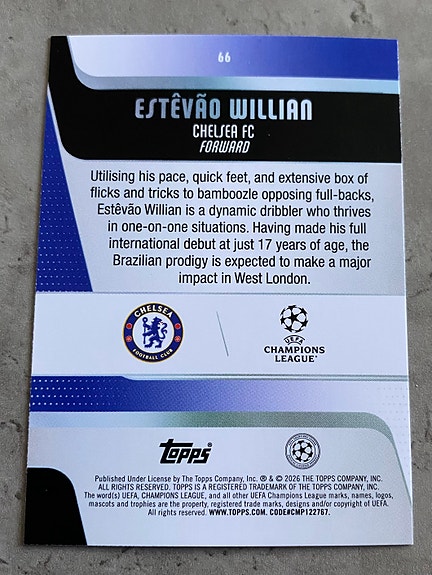 66
ESTÊVÃO WILLIAN
CHELSEA FC
FORWARD
Utilising his pace, quick feet, and extensive box of
flicks and tricks to bamboozle opposing full-backs,
Estêvão Willian is a dynamic dribbler who thrives
in one-on-one situations. Having made his full
international debut at just 17 years of age, the
Brazilian prodigy is expected to make a major
impact in West London.
CHELSEA
FOOTBALL CLUB
UEFA
CHAMPIONS
LEAGUE
Topps®
Published Under License by The Topps Company, Inc. ® & © 2026 THE TOPPS COMPANY, INC.
ALL RIGHTS RESERVED. TOPPS IS A REGISTERED TRADEMARK OF THE TOPPS COMPANY, INC.
The word(s) UEFA, CHAMPIONS LEAGUE, and all other UEFA Champions League marks, names, logos,
mascots and trophies are the property, registered trade marks, designs and/or copyright of UEFA.
All rights reserved. WWW.TOPPS.COM. CODE#CMP122767.